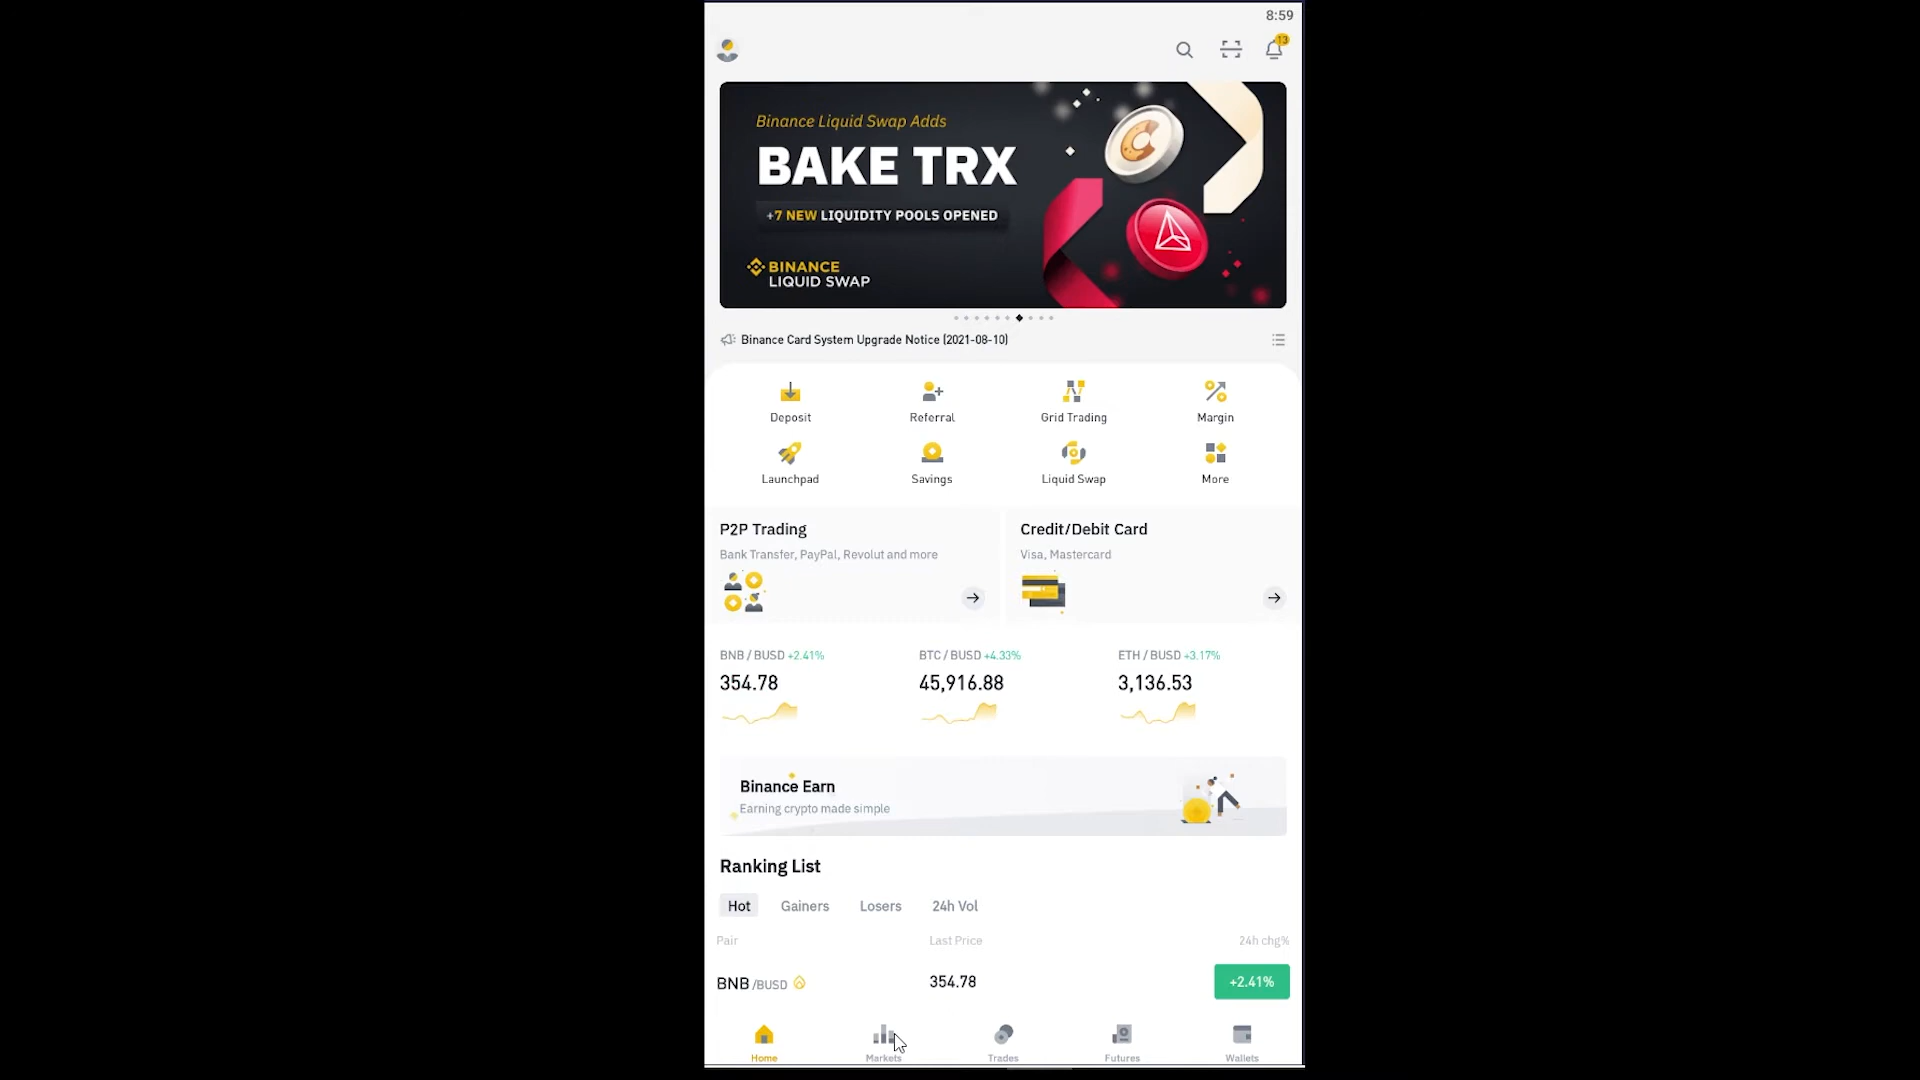 8:59
13
Binance Liquid Swap Adds
BAKE TRX
+7 NEW LIQUIDITY POOLS OPENED
BINANCE
LIQUID SWAP
Binance Card System Upgrade Notice (2021-08-10)
Deposit Referral Grid Trading Margin
Launchpad Savings Liquid Swap More
P2P Trading Credit/Debit Card
Bank Transfer, PayPal, Revolut and more Visa, Mastercard
BNB / BUSD +2.41% BTC / BUSD +4.33% ETH / BUSD +3.17%
354.78 45,916.88 3,136.53
Binance Earn
Earning crypto made simple
Ranking List
Hot Gainers Losers 24h Vol
Pair Last Price 24h chg%
BNB /BUSD 354.78 +2.41%
Home Markets Trades Futures Wallets